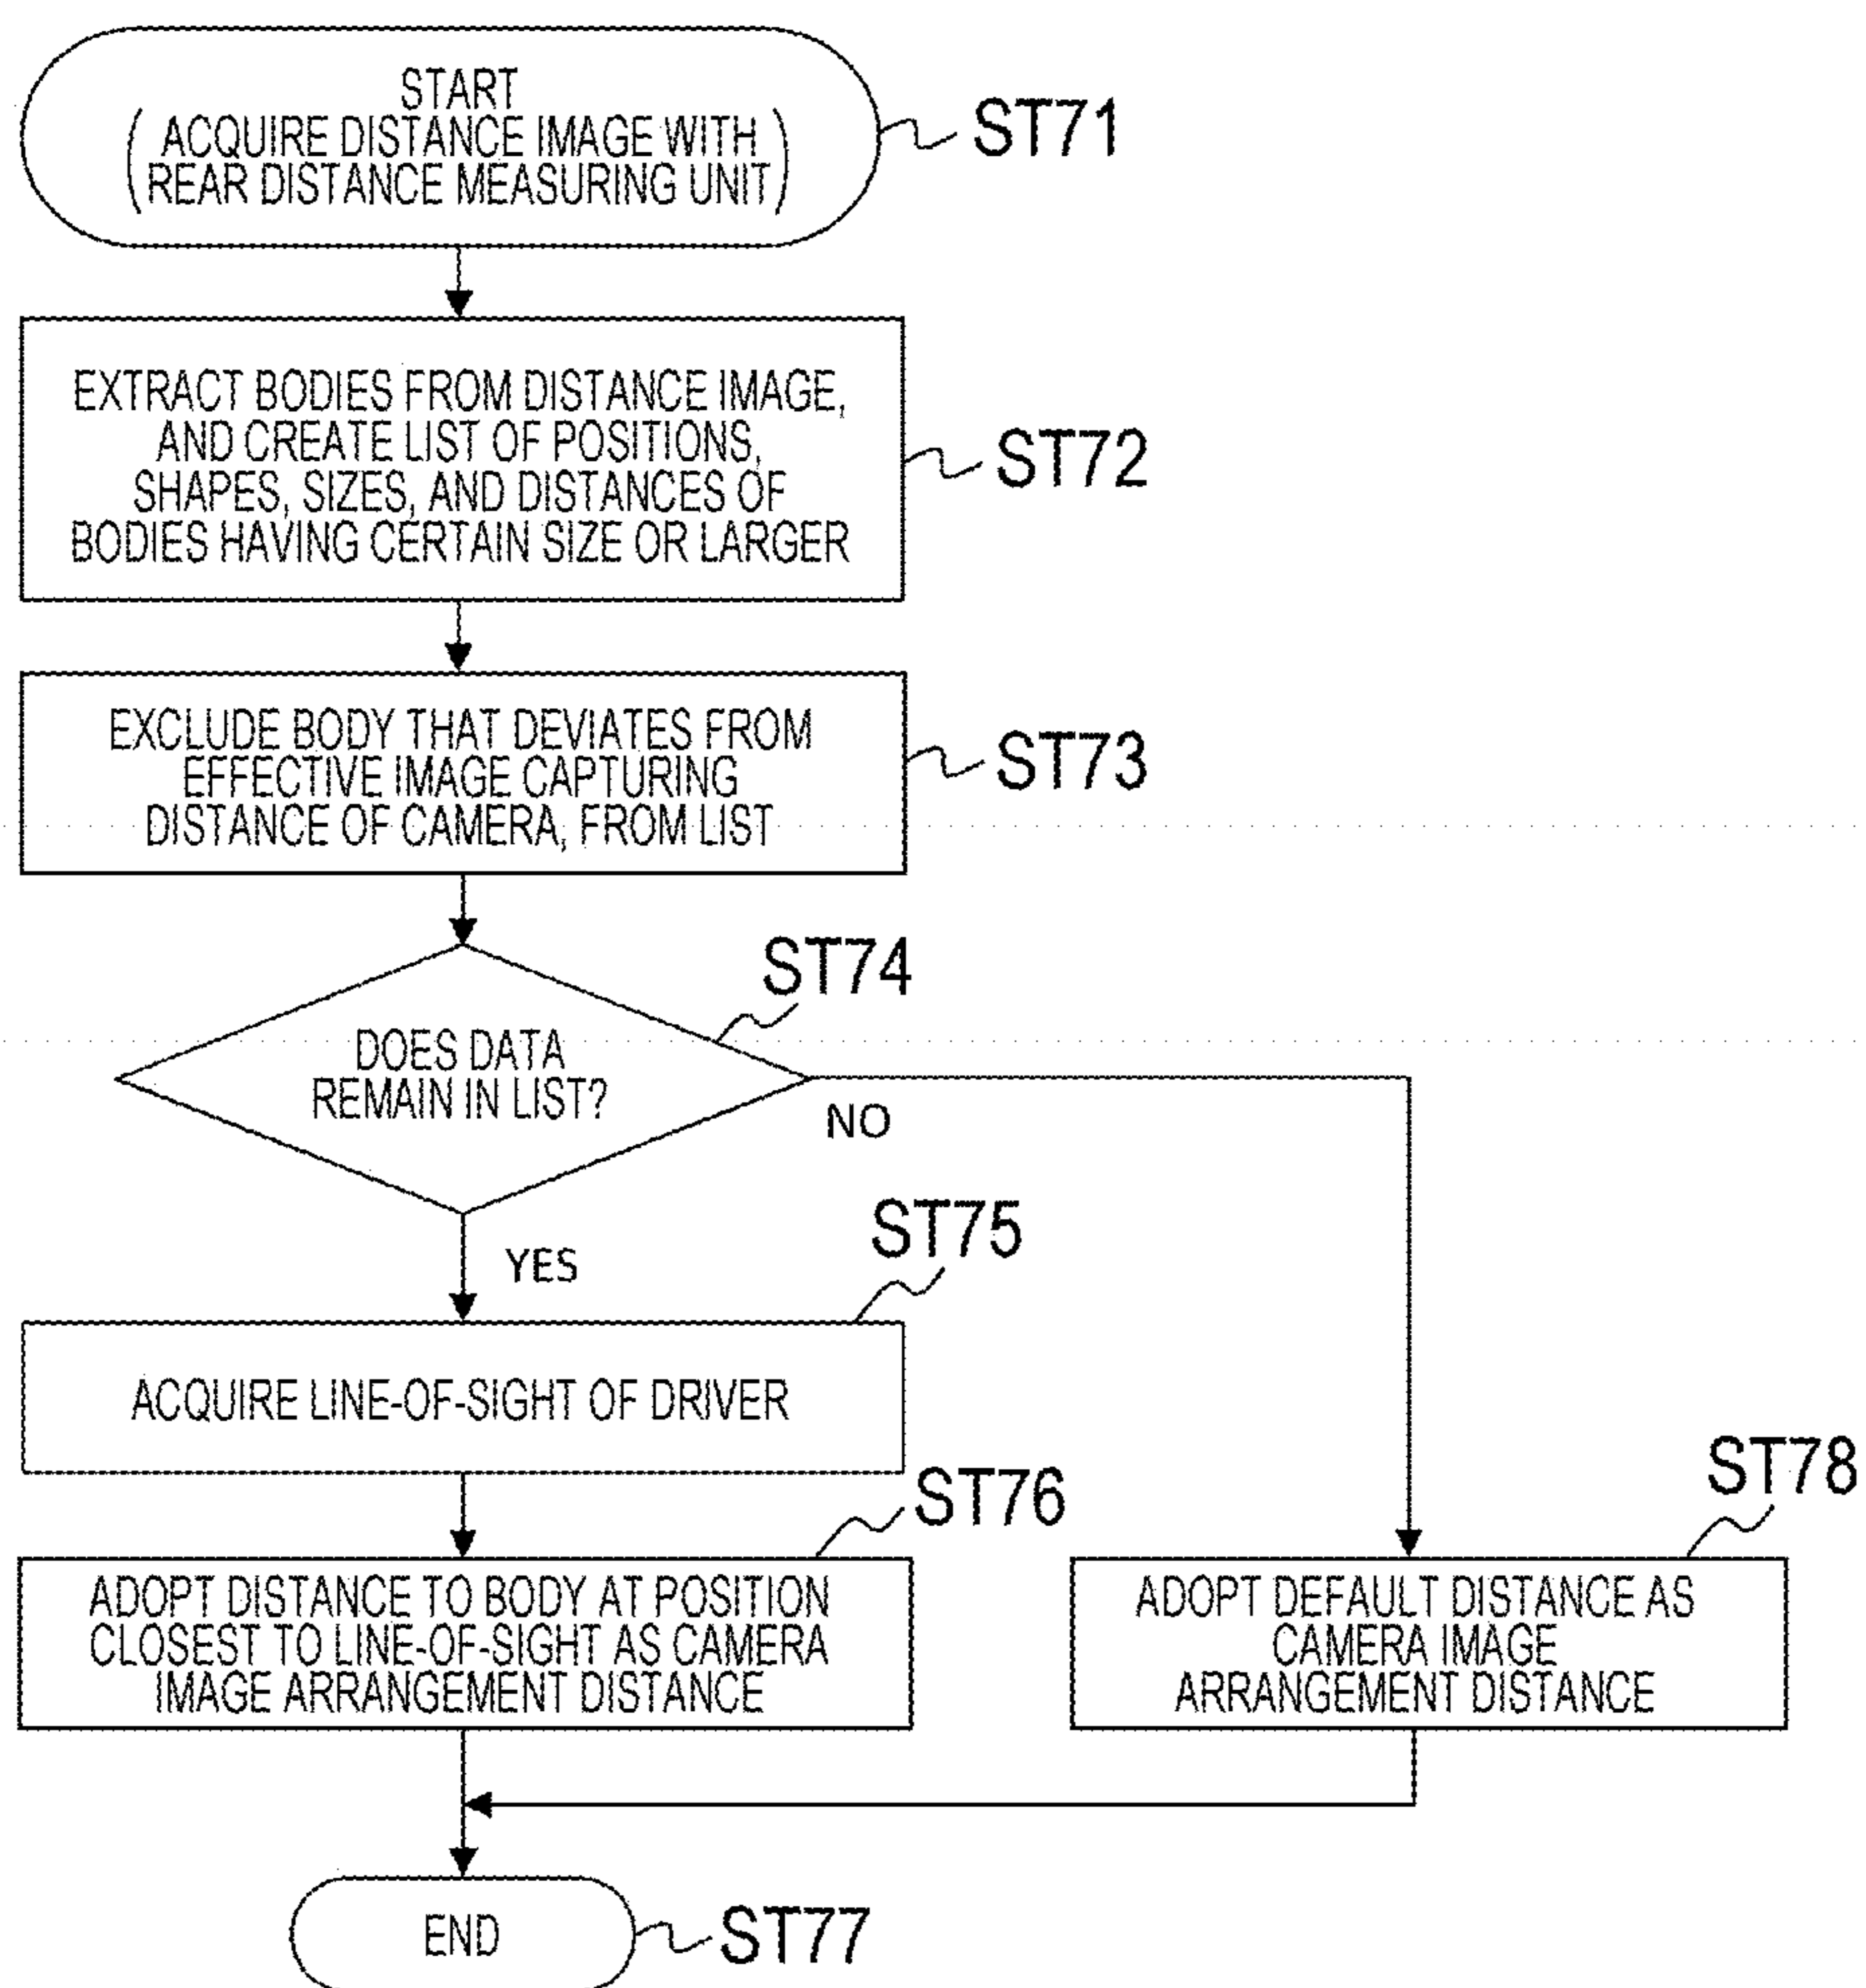 START
( ACQUIRE DISTANCE IMAGE WITH
REAR DISTANCE MEASURING UNIT )
ST71
EXTRACT BODIES FROM DISTANCE IMAGE,
AND CREATE LIST OF POSITIONS,
SHAPES, SIZES, AND DISTANCES OF
BODIES HAVING CERTAIN SIZE OR LARGER
ST72
EXCLUDE BODY THAT DEVIATES FROM
EFFECTIVE IMAGE CAPTURING
DISTANCE OF CAMERA, FROM LIST
ST73
ST74
DOES DATA
REMAIN IN LIST?
NO
YES
ST75
ACQUIRE LINE-OF-SIGHT OF DRIVER
ST76
ADOPT DISTANCE TO BODY AT POSITION
CLOSEST TO LINE-OF-SIGHT AS CAMERA
IMAGE ARRANGEMENT DISTANCE
ST78
ADOPT DEFAULT DISTANCE AS
CAMERA IMAGE
ARRANGEMENT DISTANCE
END
ST77